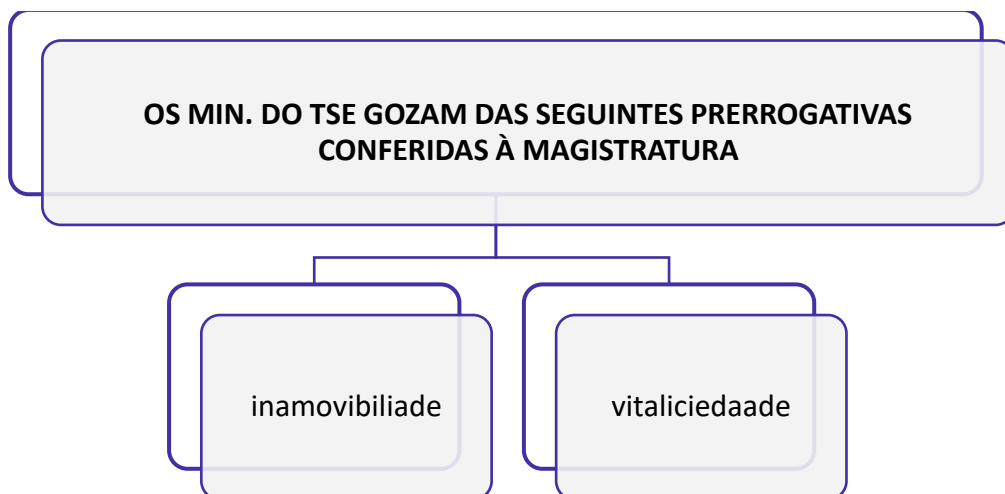 OS MIN. DO TSE GOZAM DAS SEGUINTES PRERROGATIVAS
CONFERIDAS À MAGISTRATURA
inamovibiliade
vitaliciedaade